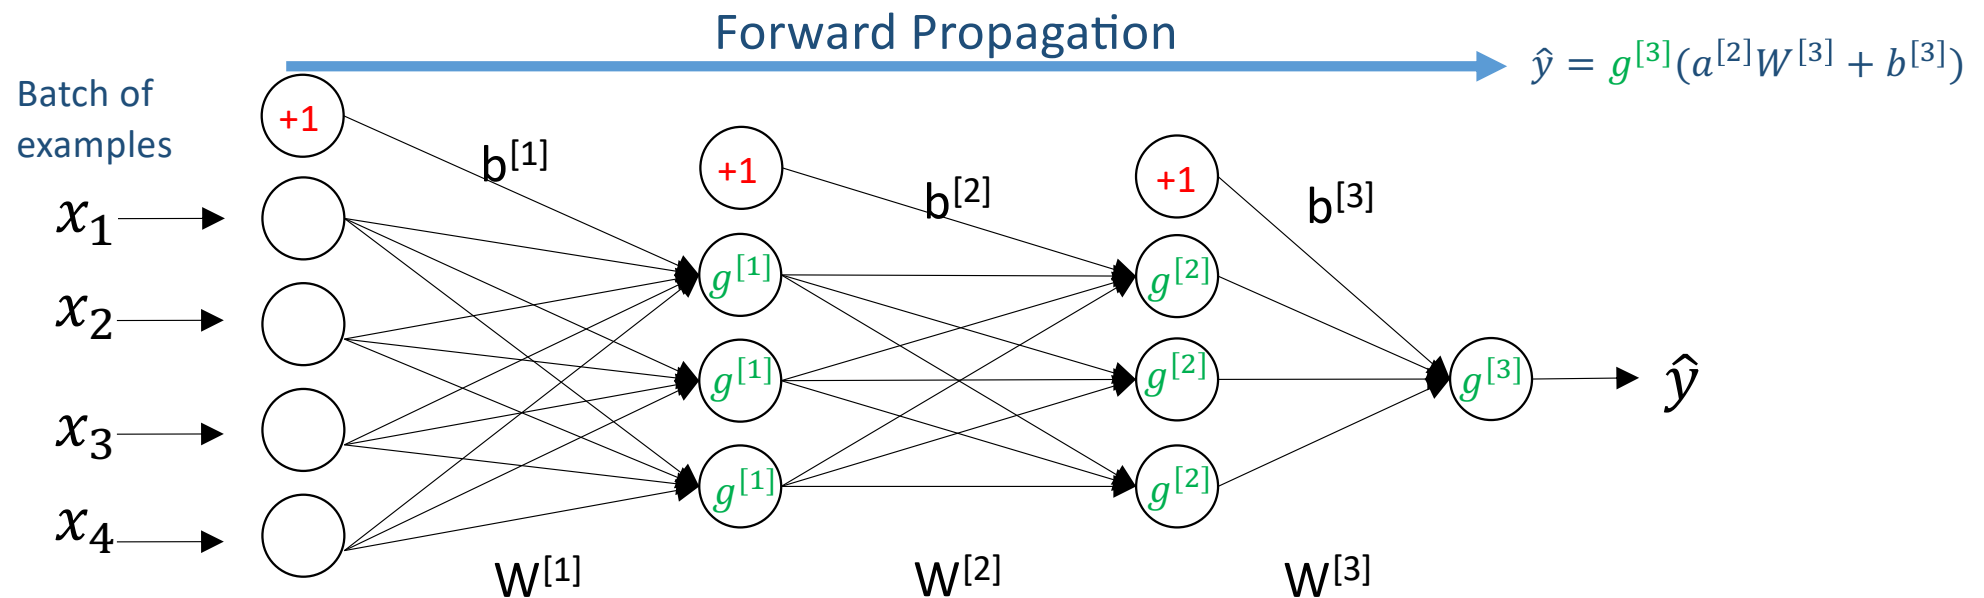 Forward Propagation
ŷ = g^[3](a^[2]W^[3] + b^[3])
Batch of
examples
+1
b^[1]
+1
b^[2]
+1
b^[3]
x₁
g^[1]
g^[2]
x₂
g^[1]
g^[2]
g^[3]
ŷ
x₃
g^[1]
g^[2]
x₄
W^[1]
W^[2]
W^[3]